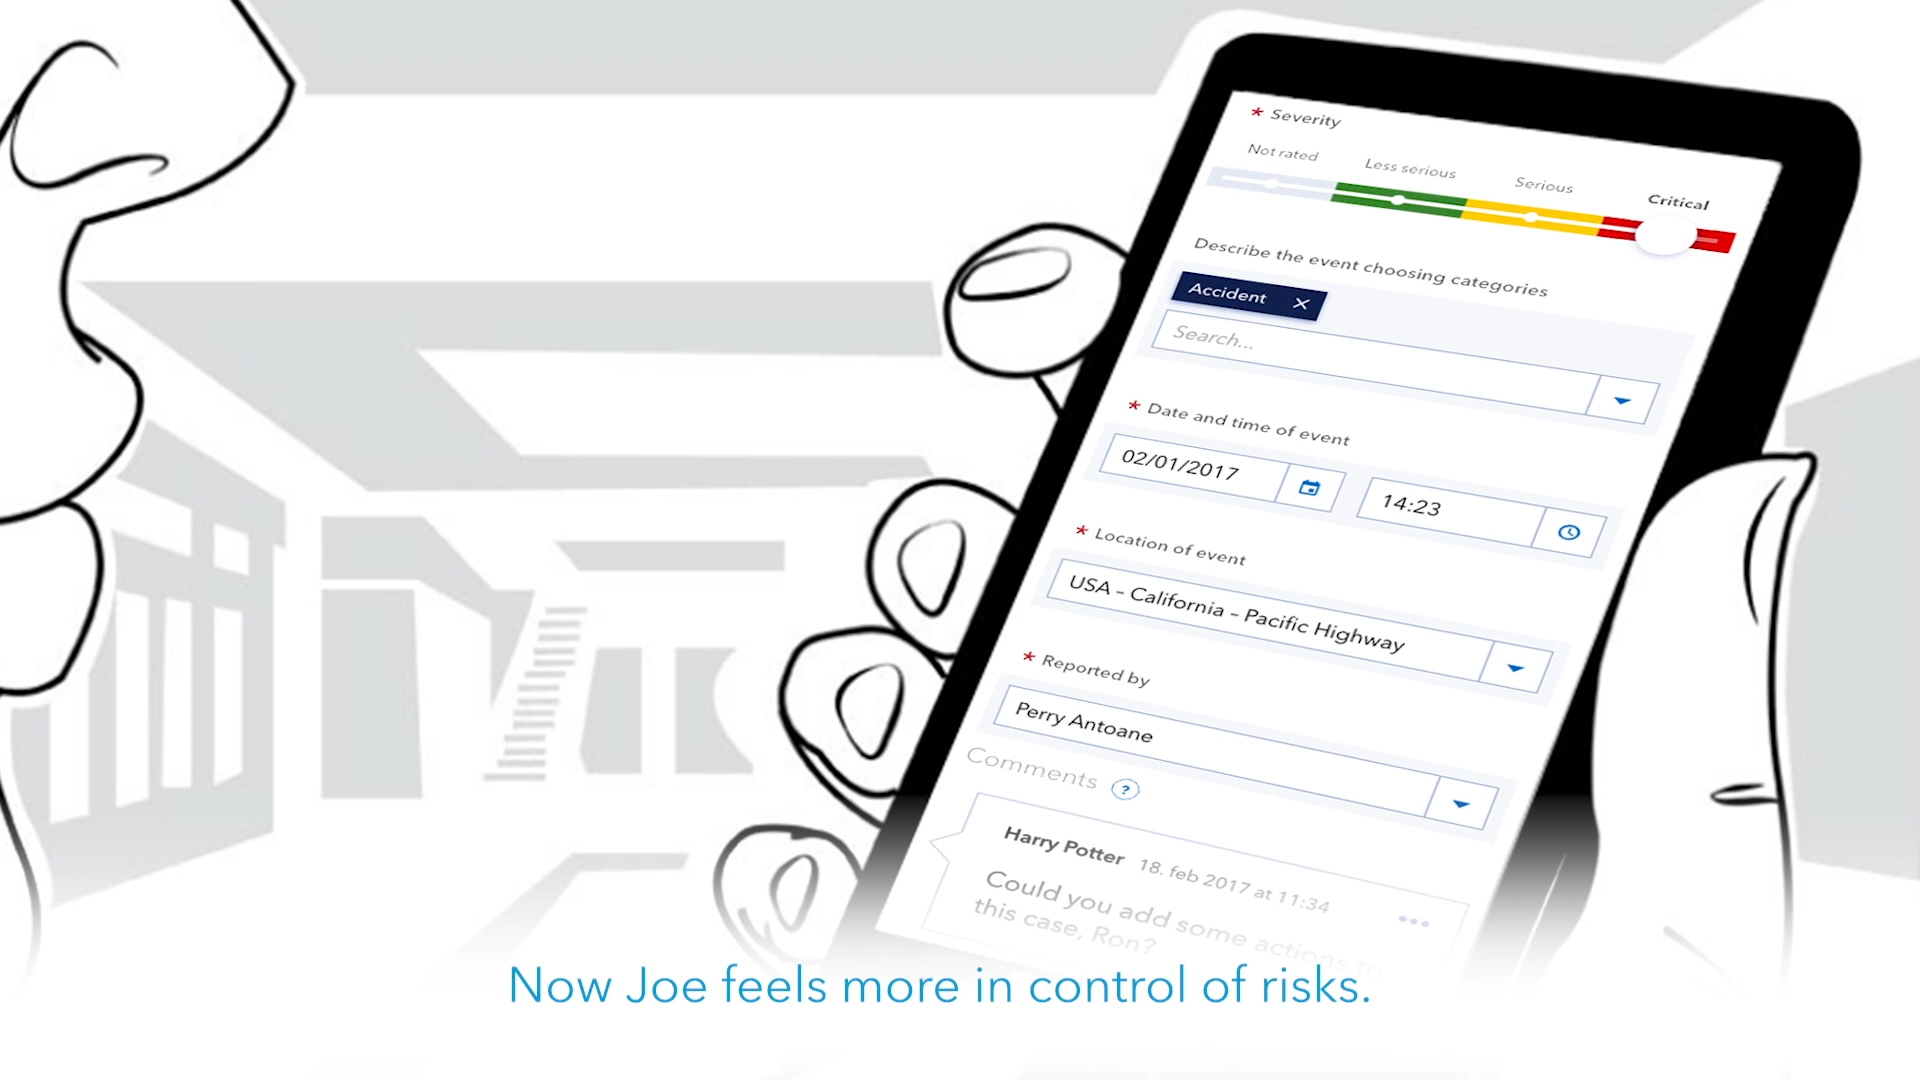 * Severity
Not rated Less serious Serious Critical
Describe the event choosing categories
Accident ×
Search...
* Date and time of event
02/01/2017 14:23
* Location of event
USA - California - Pacific Highway
* Reported by
Perry Antoane
Comments ?
Harry Potter 18. feb 2017 at 11:34
Could you add some actions to
this case, Ron?
Now Joe feels more in control of risks.